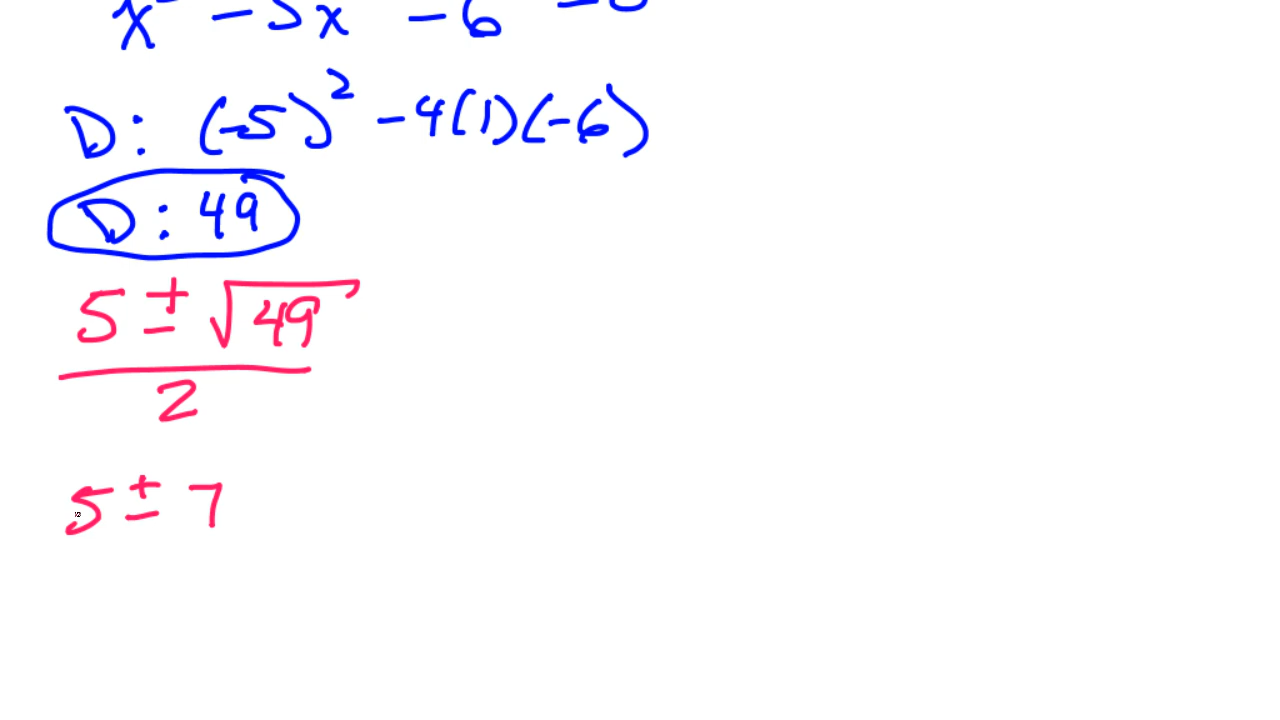 x² - 5x - 6 = 0
D: (-5)² - 4(1)(-6)
D: 49
5 ± √49
2
5 ± 7